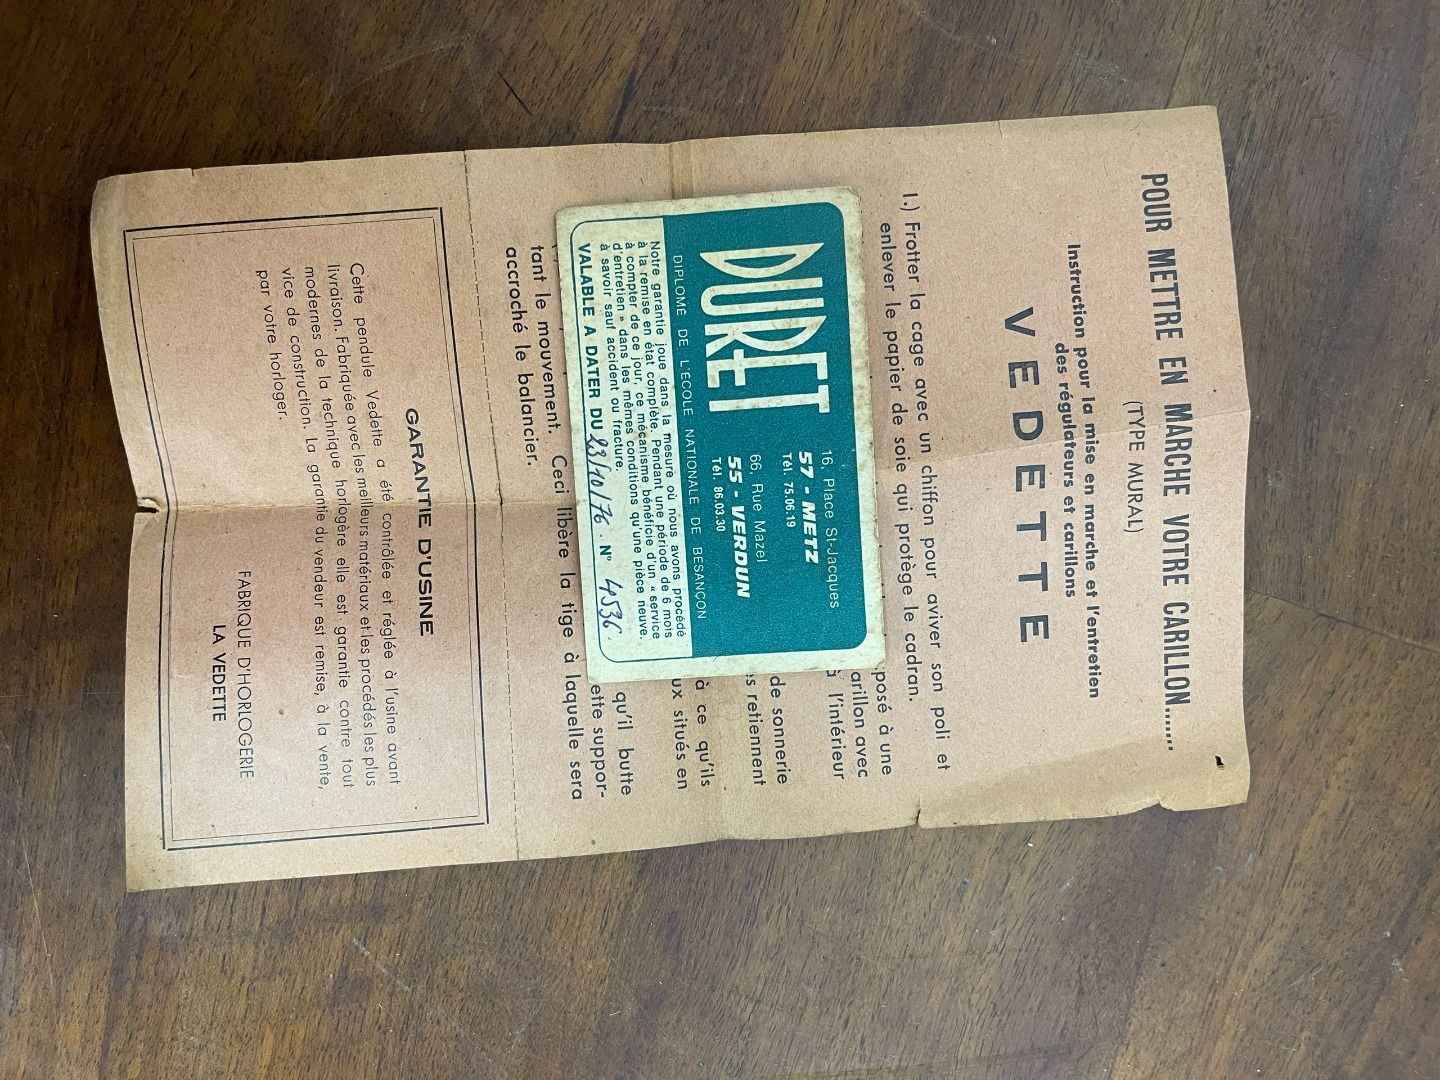 POUR METTRE EN MARCHE VOTRE CARILLON.......
(TYPE MURAL)
Instruction pour la mise en marche et l'entretien
des régulateurs et carillons
VEDETTE
1.) Frotter la cage avec un chiffon pour aviver son poli et
enlever le papier de soie qui protège le cadran.
posé à une
arillon avec
à l'intérieur
de sonnerie
es retiennent
à ce qu'ils
ux situés en
qu'il butte
ette suppor-
tant le mouvement. Ceci libère la tige à laquelle sera
accroché le balancier.
DURET
16, Place St-Jacques
57 - METZ
Tél. 75.06.19
66, Rue Mazel
55 - VERDUN
Tél. 86.03.30
DIPLOMÉ DE L'ÉCOLE NATIONALE DE BESANÇON
Notre garantie joue dans la mesure où nous avons procédé
à la remise en état complète. Pendant une période de 6 mois
à compter de ce jour, ce mécanisme bénéficie d'un « service
d'entretien » dans les mêmes conditions qu'une pièce neuve,
à savoir sauf accident ou fracture.
VALABLE A DATER DU 23/10/76 N° 4536
GARANTIE D'USINE
Cette pendule Vedette a été contrôlée et réglée à l'usine avant
livraison. Fabriquée avec les meilleurs matériaux et les procédés les plus
modernes de la technique horlogère elle est garantie contre tout
vice de construction. La garantie du vendeur est remise, à la vente,
par votre horloger.
FABRIQUE D'HORLOGERIE
LA VEDETTE